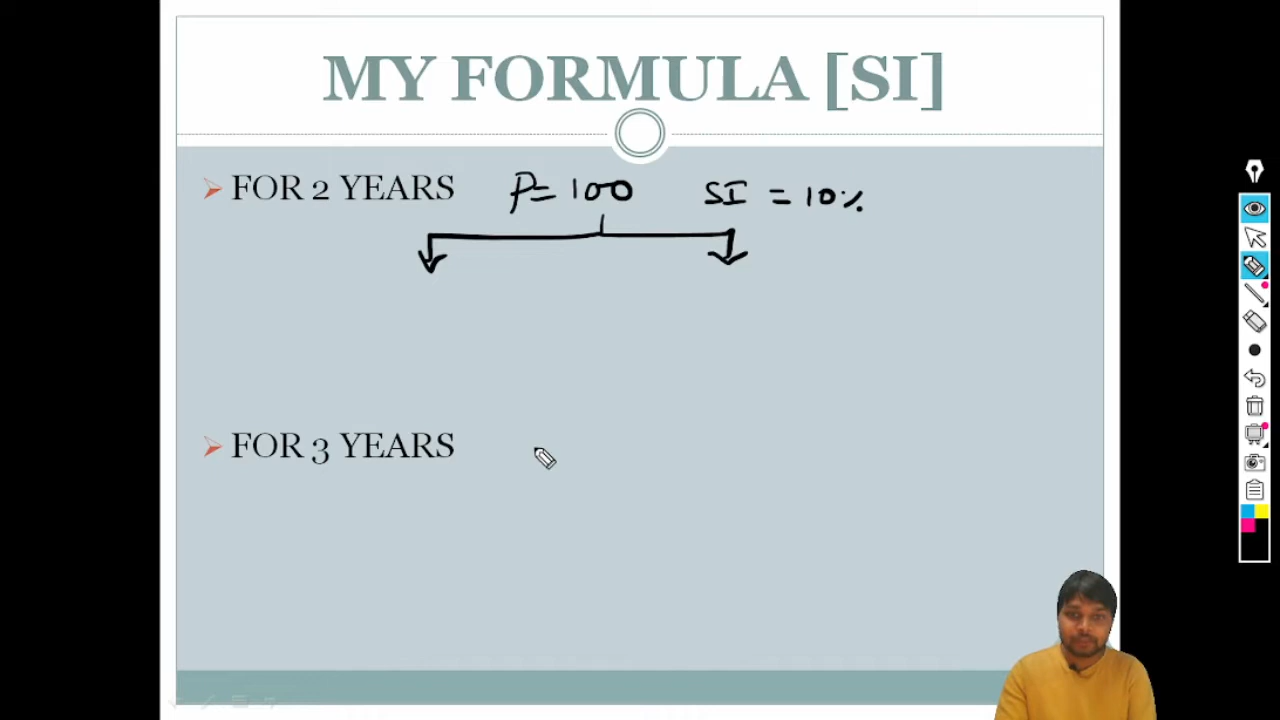 MY FORMULA [SI]
FOR 2 YEARS P= 100 SI = 10%
FOR 3 YEARS